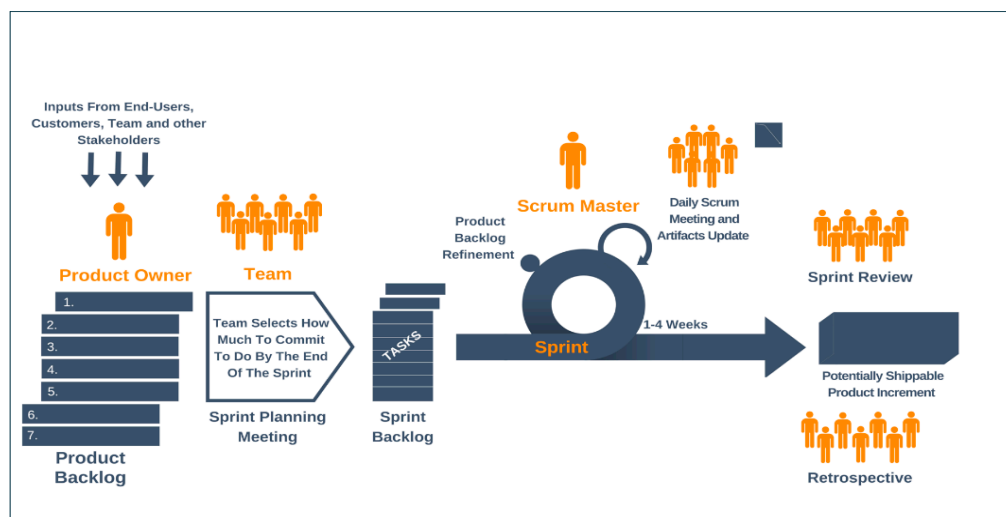 Inputs From End-Users,
Customers, Team and other
Stakeholders
Product Owner
1.
2.
3.
4.
5.
6.
7.
Product
Backlog
Team
Team Selects How
Much To Commit
To Do By The End
Of The Sprint
Sprint Planning
Meeting
TASKS
Sprint
Backlog
Scrum Master
Product
Backlog
Refinement
Daily Scrum
Meeting and
Artifacts Update
Sprint
1-4 Weeks
Sprint Review
Potentially Shippable
Product Increment
Retrospective